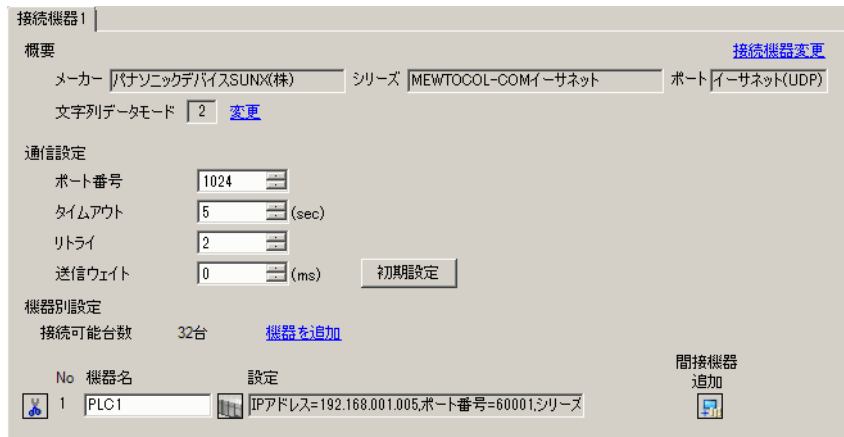 接続機器1
概要 接続機器変更
メーカー パナソニックデバイスSUNX(株) シリーズ MEWTOCOL-COMイーサネット ポート イーサネット(UDP)
文字列データモード 2 変更
通信設定
ポート番号 1024
タイムアウト 5 (sec)
リトライ 2
送信ウェイト 0 (ms) 初期設定
機器別設定
接続可能台数 32台 機器を追加
間接機器
No 機器名 設定 追加
1 PLC1 IPアドレス=192.168.001.005,ポート番号=60001,シリーズ